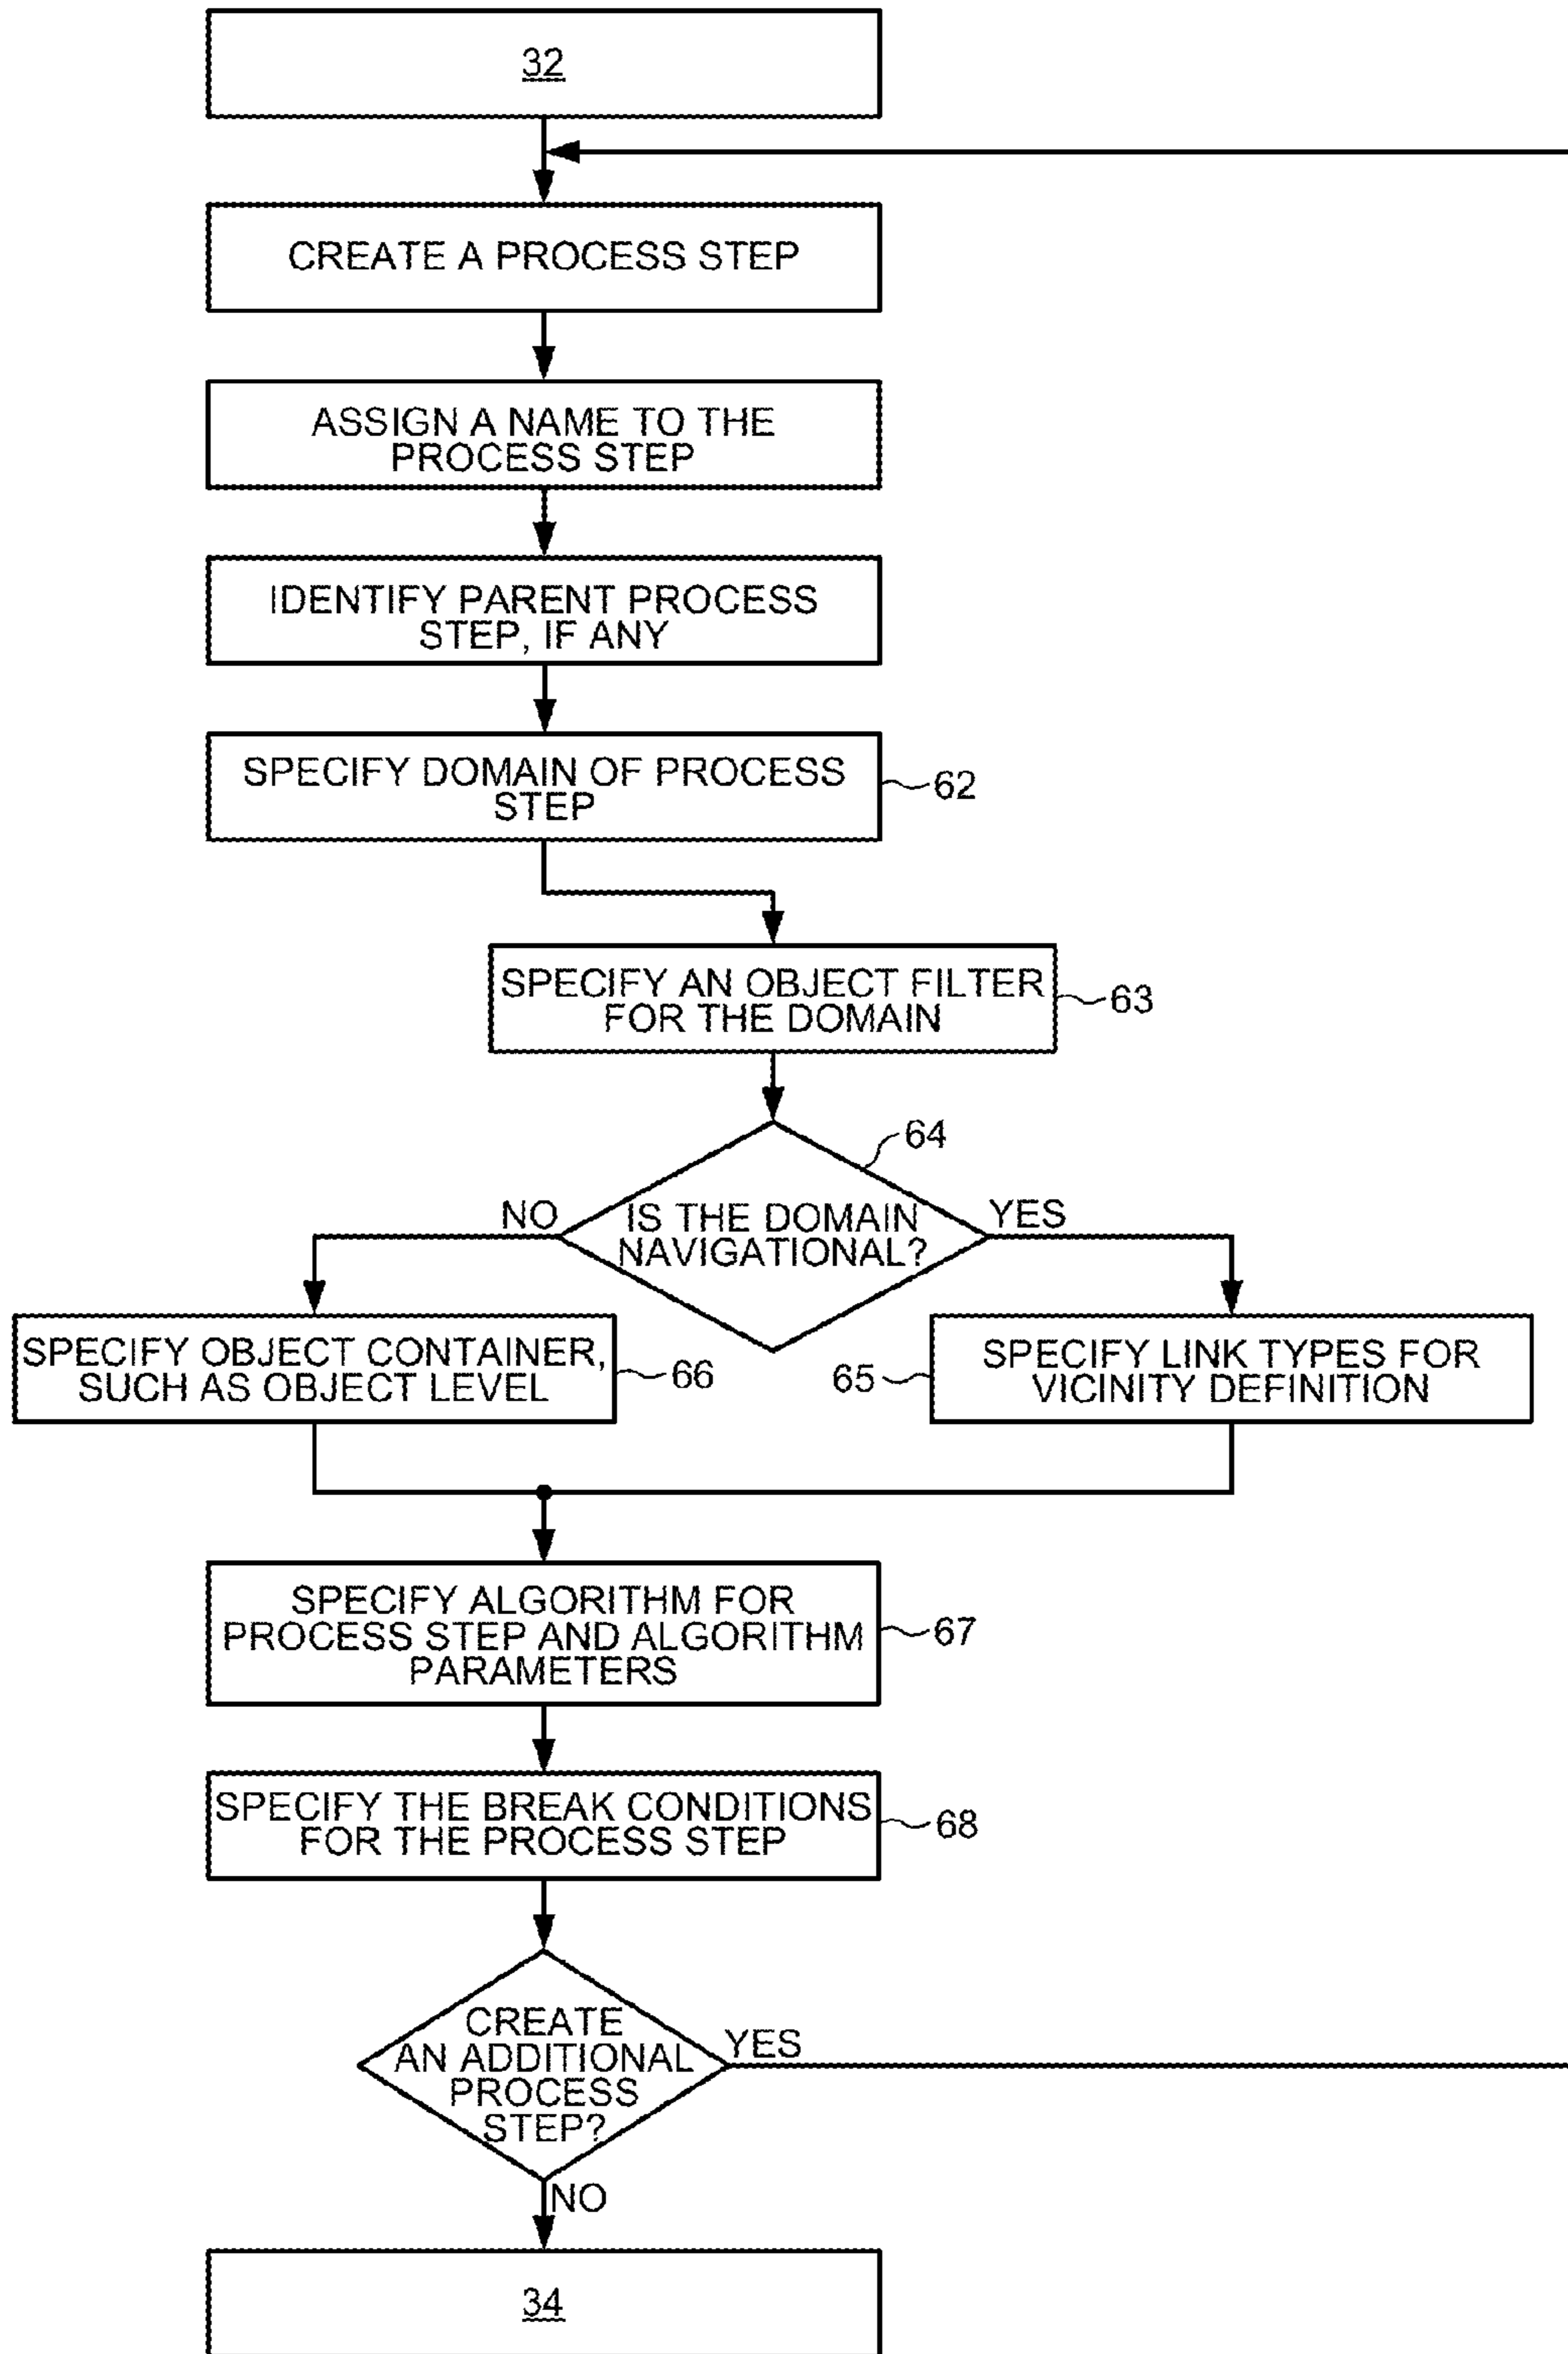 32
CREATE A PROCESS STEP
ASSIGN A NAME TO THE
PROCESS STEP
IDENTIFY PARENT PROCESS
STEP, IF ANY
SPECIFY DOMAIN OF PROCESS
STEP
62
SPECIFY AN OBJECT FILTER
FOR THE DOMAIN
63
64
NO
IS THE DOMAIN
NAVIGATIONAL?
YES
SPECIFY OBJECT CONTAINER,
SUCH AS OBJECT LEVEL
66
65
SPECIFY LINK TYPES FOR
VICINITY DEFINITION
SPECIFY ALGORITHM FOR
PROCESS STEP AND ALGORITHM
PARAMETERS
67
SPECIFY THE BREAK CONDITIONS
FOR THE PROCESS STEP
68
CREATE
AN ADDITIONAL
PROCESS
STEP?
YES
NO
34